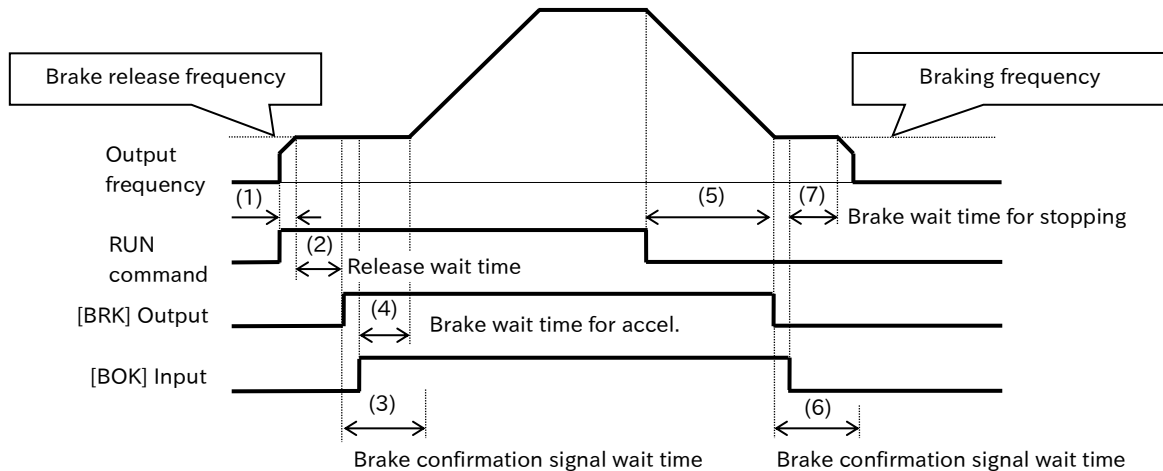 Brake release frequency
Braking frequency
Output
frequency
(1)
(5)
(7)
Brake wait time for stopping
RUN
command
(2)
Release wait time
[BRK] Output
(4)
Brake wait time for accel.
[BOK] Input
(3)
(6)
Brake confirmation signal wait time
Brake confirmation signal wait time